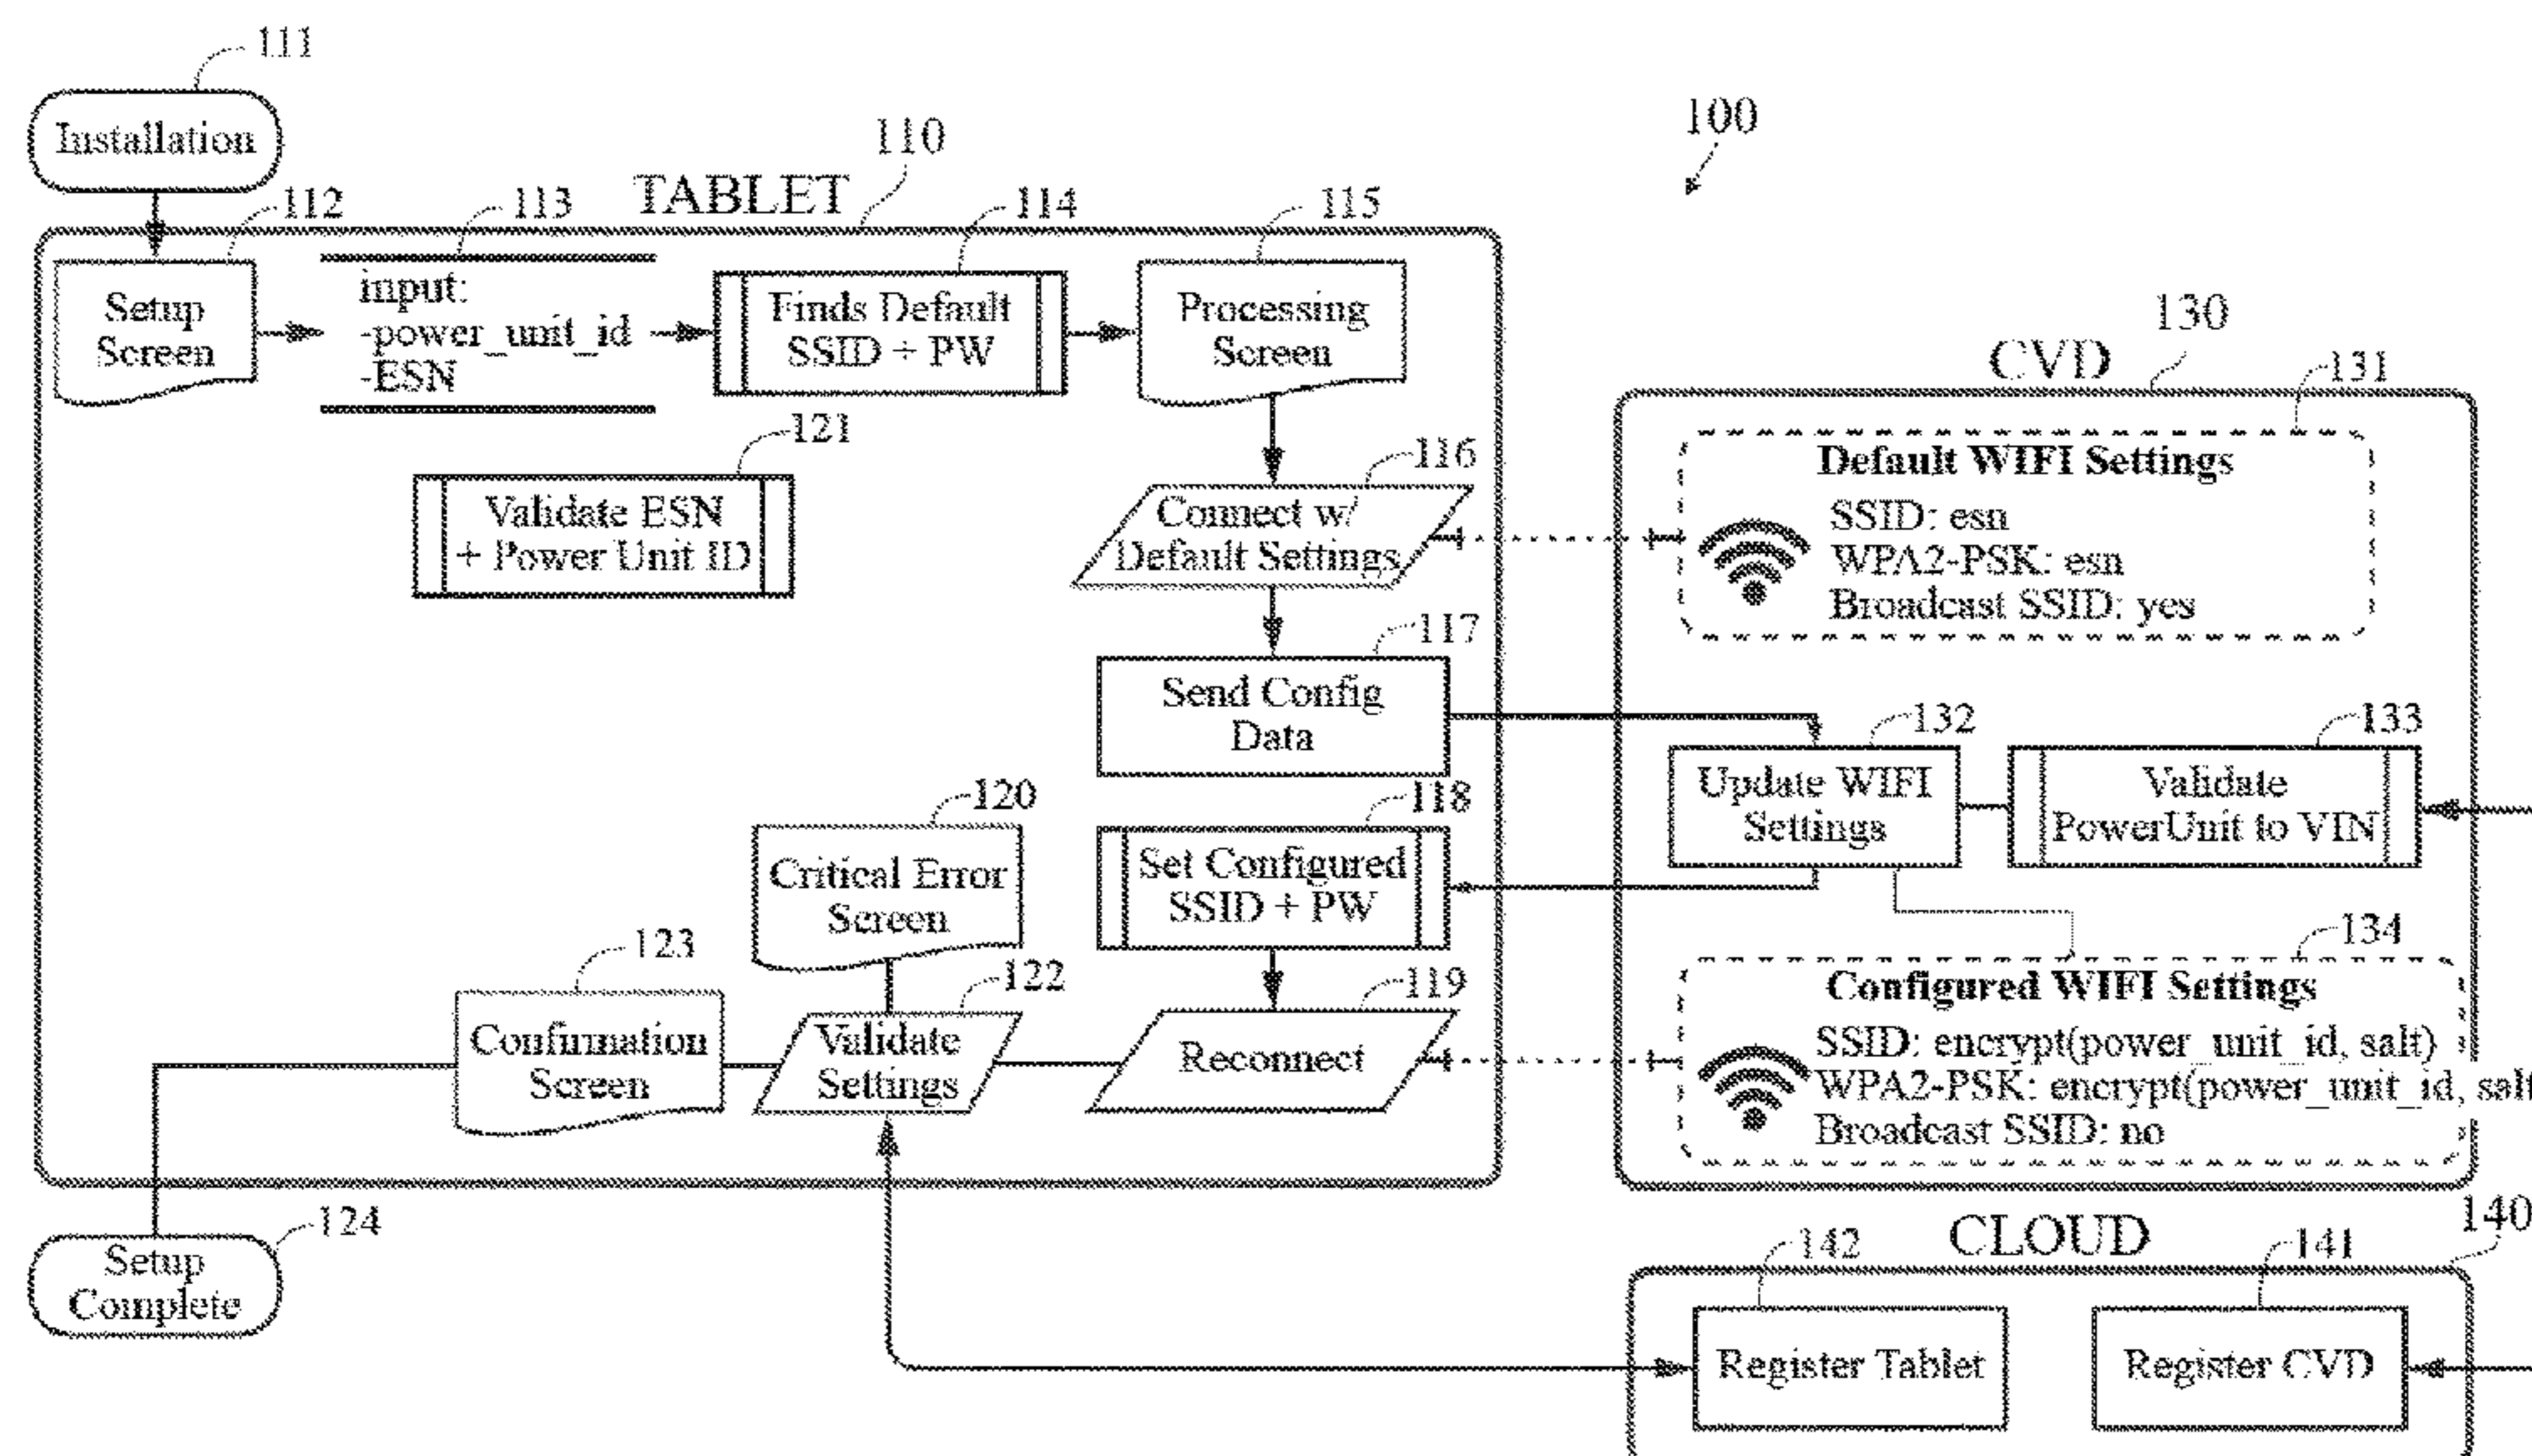 111
Installation
110
100
TABLET
112
113
114
115
Setup
Screen
input:
-power_unit_id
-ESN
Finds Default
SSID + PW
Processing
Screen
121
Validate ESN
+ Power Unit ID
116
Connect w/
Default Settings
117
Send Config
Data
118
Set Configured
SSID + PW
120
Critical Error
Screen
119
Reconnect
122
Validate
Settings
123
Confirmation
Screen
124
Setup
Complete
130
CVD
131
Default WIFI Settings
SSID: esn
WPA2-PSK: esn
Broadcast SSID: yes
132
Update WIFI
Settings
133
Validate
PowerUnit to VIN
134
Configured WIFI Settings
SSID: encrypt(power_unit_id, salt)
WPA2-PSK: encrypt(power_unit_id, salt
Broadcast SSID: no
140
CLOUD
142
Register Tablet
141
Register CVD